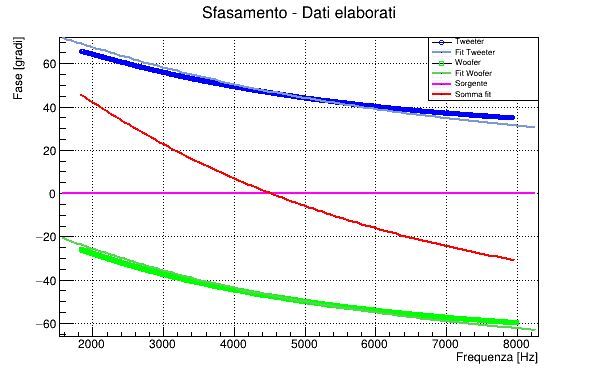 Sfasamento - Dati elaborati
Fase [gradi]
Tweeter
Fit Tweeter
Woofer
Fit Woofer
Sorgente
Somma fit
60
40
20
0
−20
−40
−60
2000 3000 4000 5000 6000 7000 8000
Frequenza [Hz]